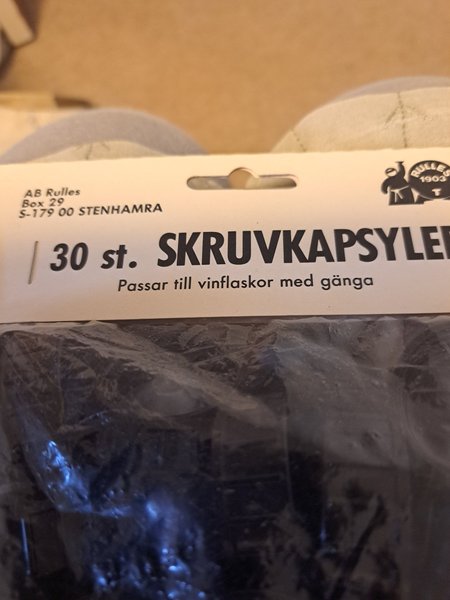 AB Rulles
Box 29
S-179 00 STENHAMRA
RULLES
1903
T
30 st. SKRUVKAPSYLER
Passar till vinflaskor med gänga